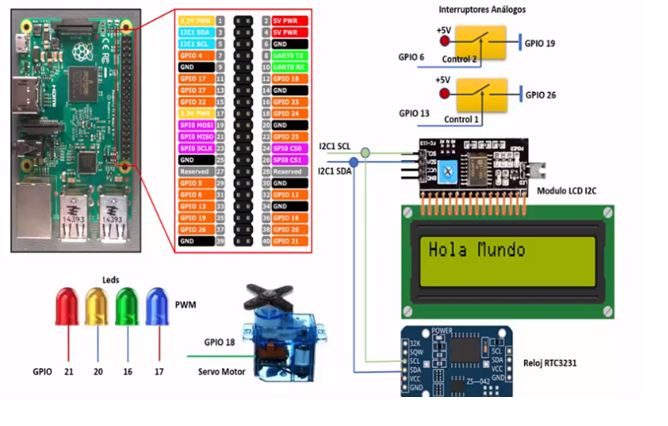 3.3V PWR 1 2 5V PWR
I2C1 SDA 3 4 5V PWR
I2C1 SCL 5 6 GND
GPIO 4 7 8 UART0 TX
GND 9 10 UART0 RX
GPIO 17 11 12 GPIO 18
GPIO 27 13 14 GND
GPIO 22 15 16 GPIO 23
3.3V PWR 17 18 GPIO 24
SPI0 MOSI 19 20 GND
SPI0 MISO 21 22 GPIO 25
SPI0 SCLK 23 24 SPI0 CS0
GND 25 26 SPI0 CS1
Reserved 27 28 Reserved
GPIO 5 29 30 GND
GPIO 6 31 32 GPIO 12
GPIO 13 33 34 GND
GPIO 19 35 36 GPIO 16
GPIO 26 37 38 GPIO 20
GND 39 40 GPIO 21
14393
14393
Interruptores Análogos
+5V
GPIO 19
GPIO 6
Control 2
+5V
GPIO 26
GPIO 13
Control 1
I2C1 SCL
I2C1 SDA
Modulo LCD I2C
Hola Mundo
Leds
PWM
GPIO 21 20 16 17
GPIO 18
Servo Motor
POWER
32K
SQW
SCL
SDA
VCC
GND
SCL
SDA
VCC
GND
ZS-042
Reloj RTC3231